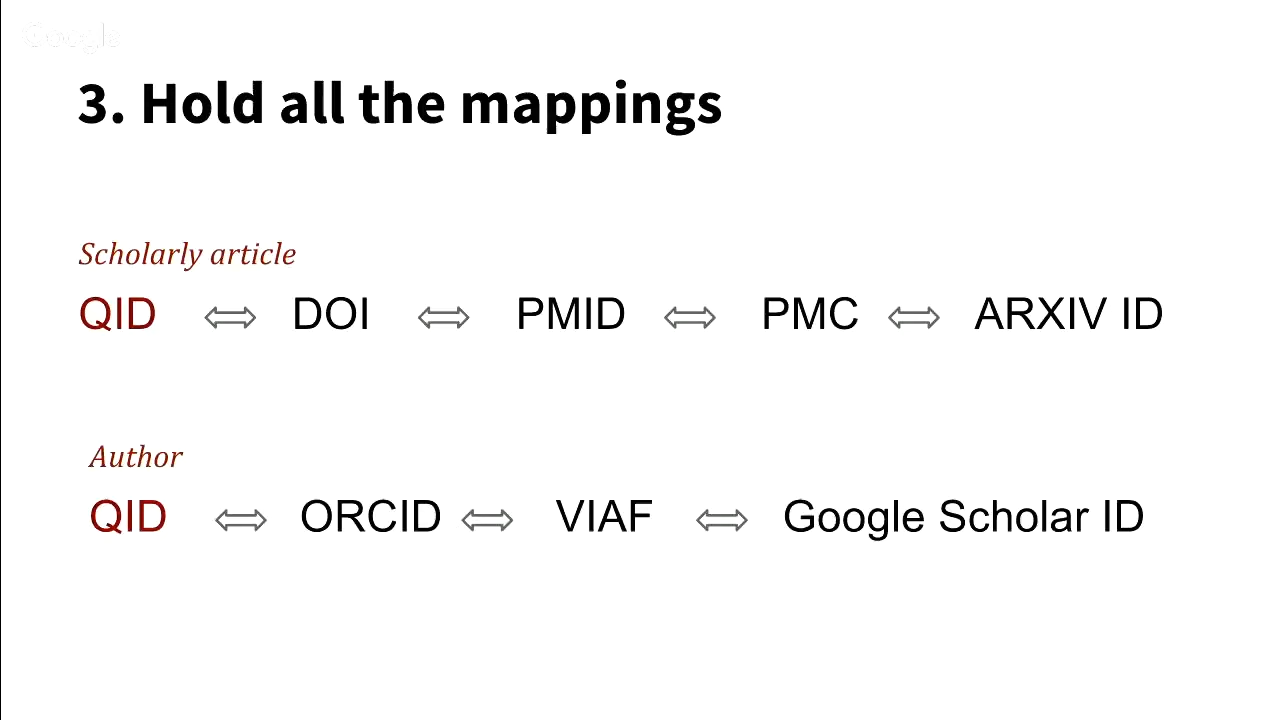 Google
3. Hold all the mappings
Scholarly article
QID ⇔ DOI ⇔ PMID ⇔ PMC ⇔ ARXIV ID
Author
QID ⇔ ORCID ⇔ VIAF ⇔ Google Scholar ID